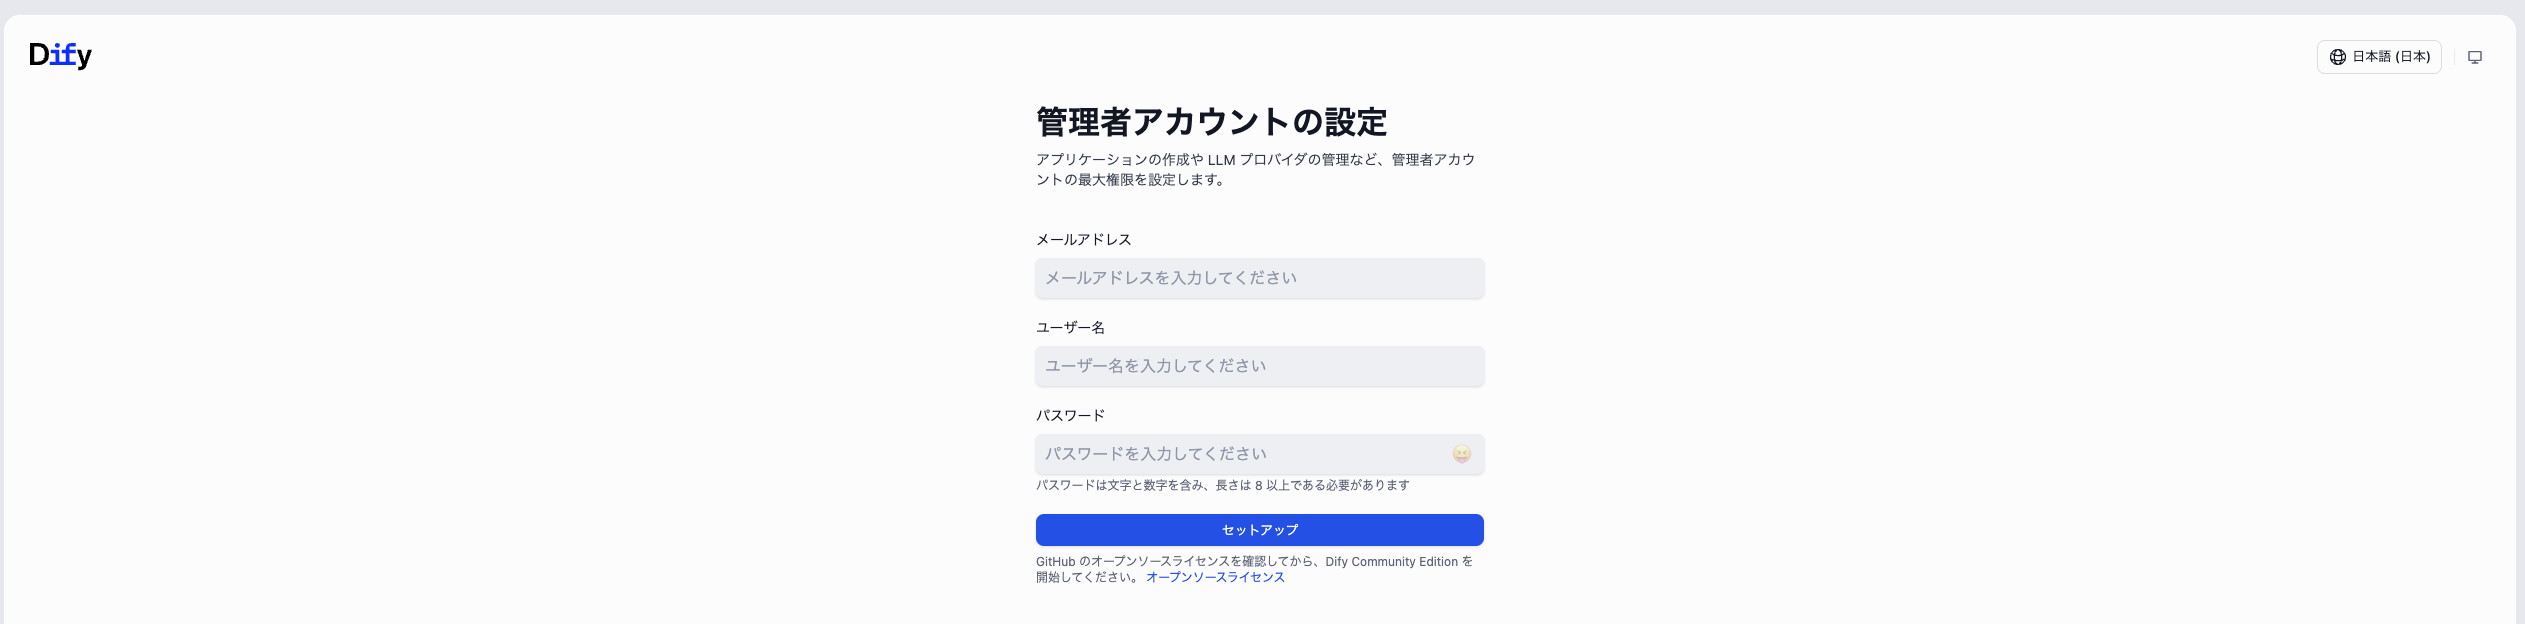 Dify
日本語 (日本)
管理者アカウントの設定
アプリケーションの作成や LLM プロバイダの管理など、管理者アカウ
ントの最大権限を設定します。
メールアドレス
メールアドレスを入力してください
ユーザー名
ユーザー名を入力してください
パスワード
パスワードを入力してください
パスワードは文字と数字を含み、長さは 8 以上である必要があります
セットアップ
GitHub のオープンソースライセンスを確認してから、Dify Community Edition を
開始してください。 オープンソースライセンス